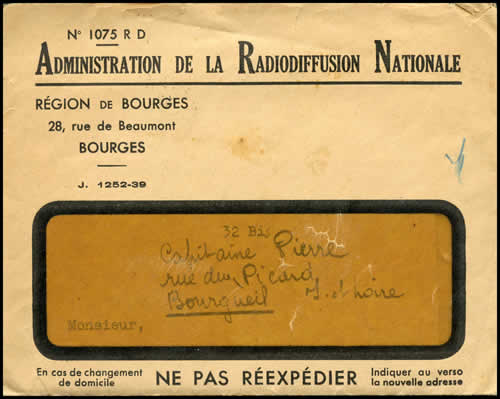 N° 1075 R D
ADMINISTRATION DE LA RADIODIFFUSION NATIONALE
RÉGION DE BOURGES
28, rue de Beaumont
BOURGES
J. 1252-39
32 Bis
Capitaine Pierre
rue du Picard
Bourgueil I. et Loire
Monsieur,
En cas de changement de domicile NE PAS RÉEXPÉDIER Indiquer au verso la nouvelle adresse